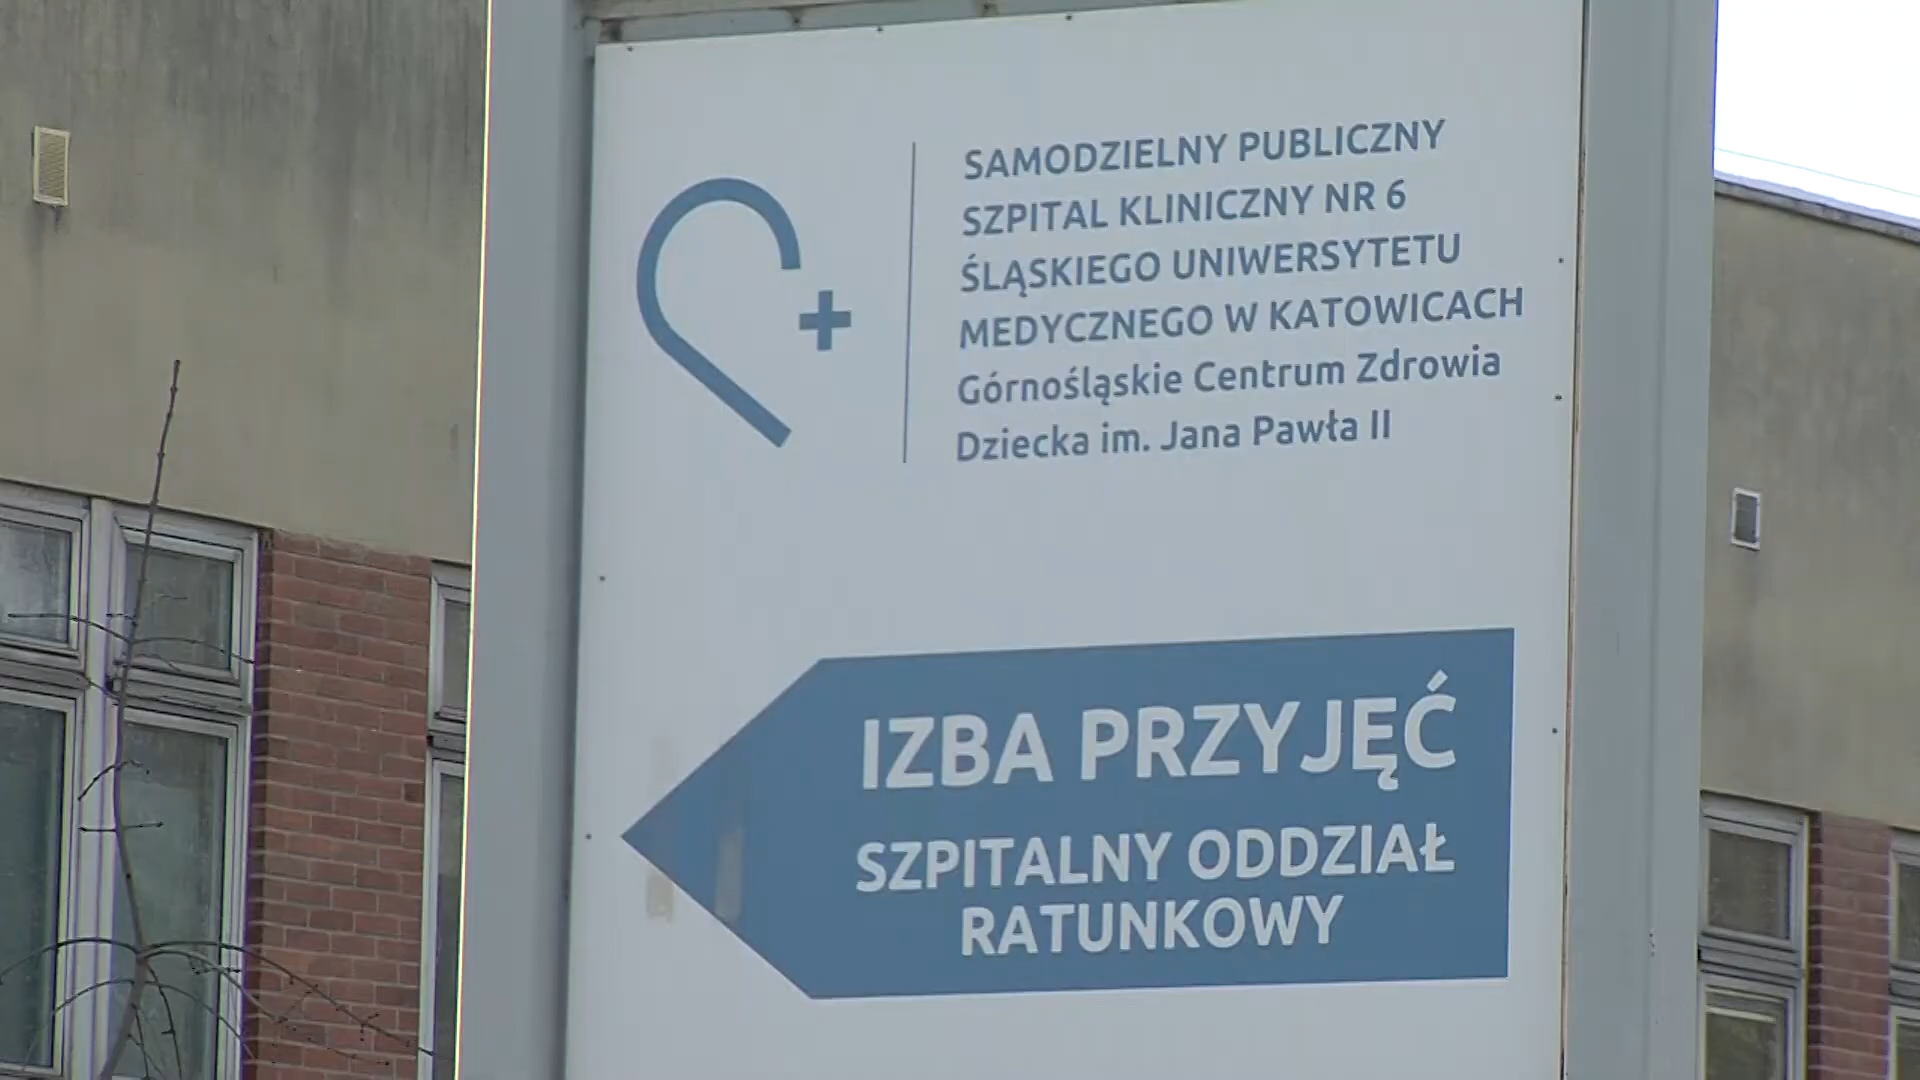 SAMODZIELNY PUBLICZNY
SZPITAL KLINICZNY NR 6
ŚLĄSKIEGO UNIWERSYTETU
MEDYCZNEGO W KATOWICACH
Górnośląskie Centrum Zdrowia
Dziecka im. Jana Pawła II
IZBA PRZYJĘĆ
SZPITALNY ODDZIAŁ
RATUNKOWY